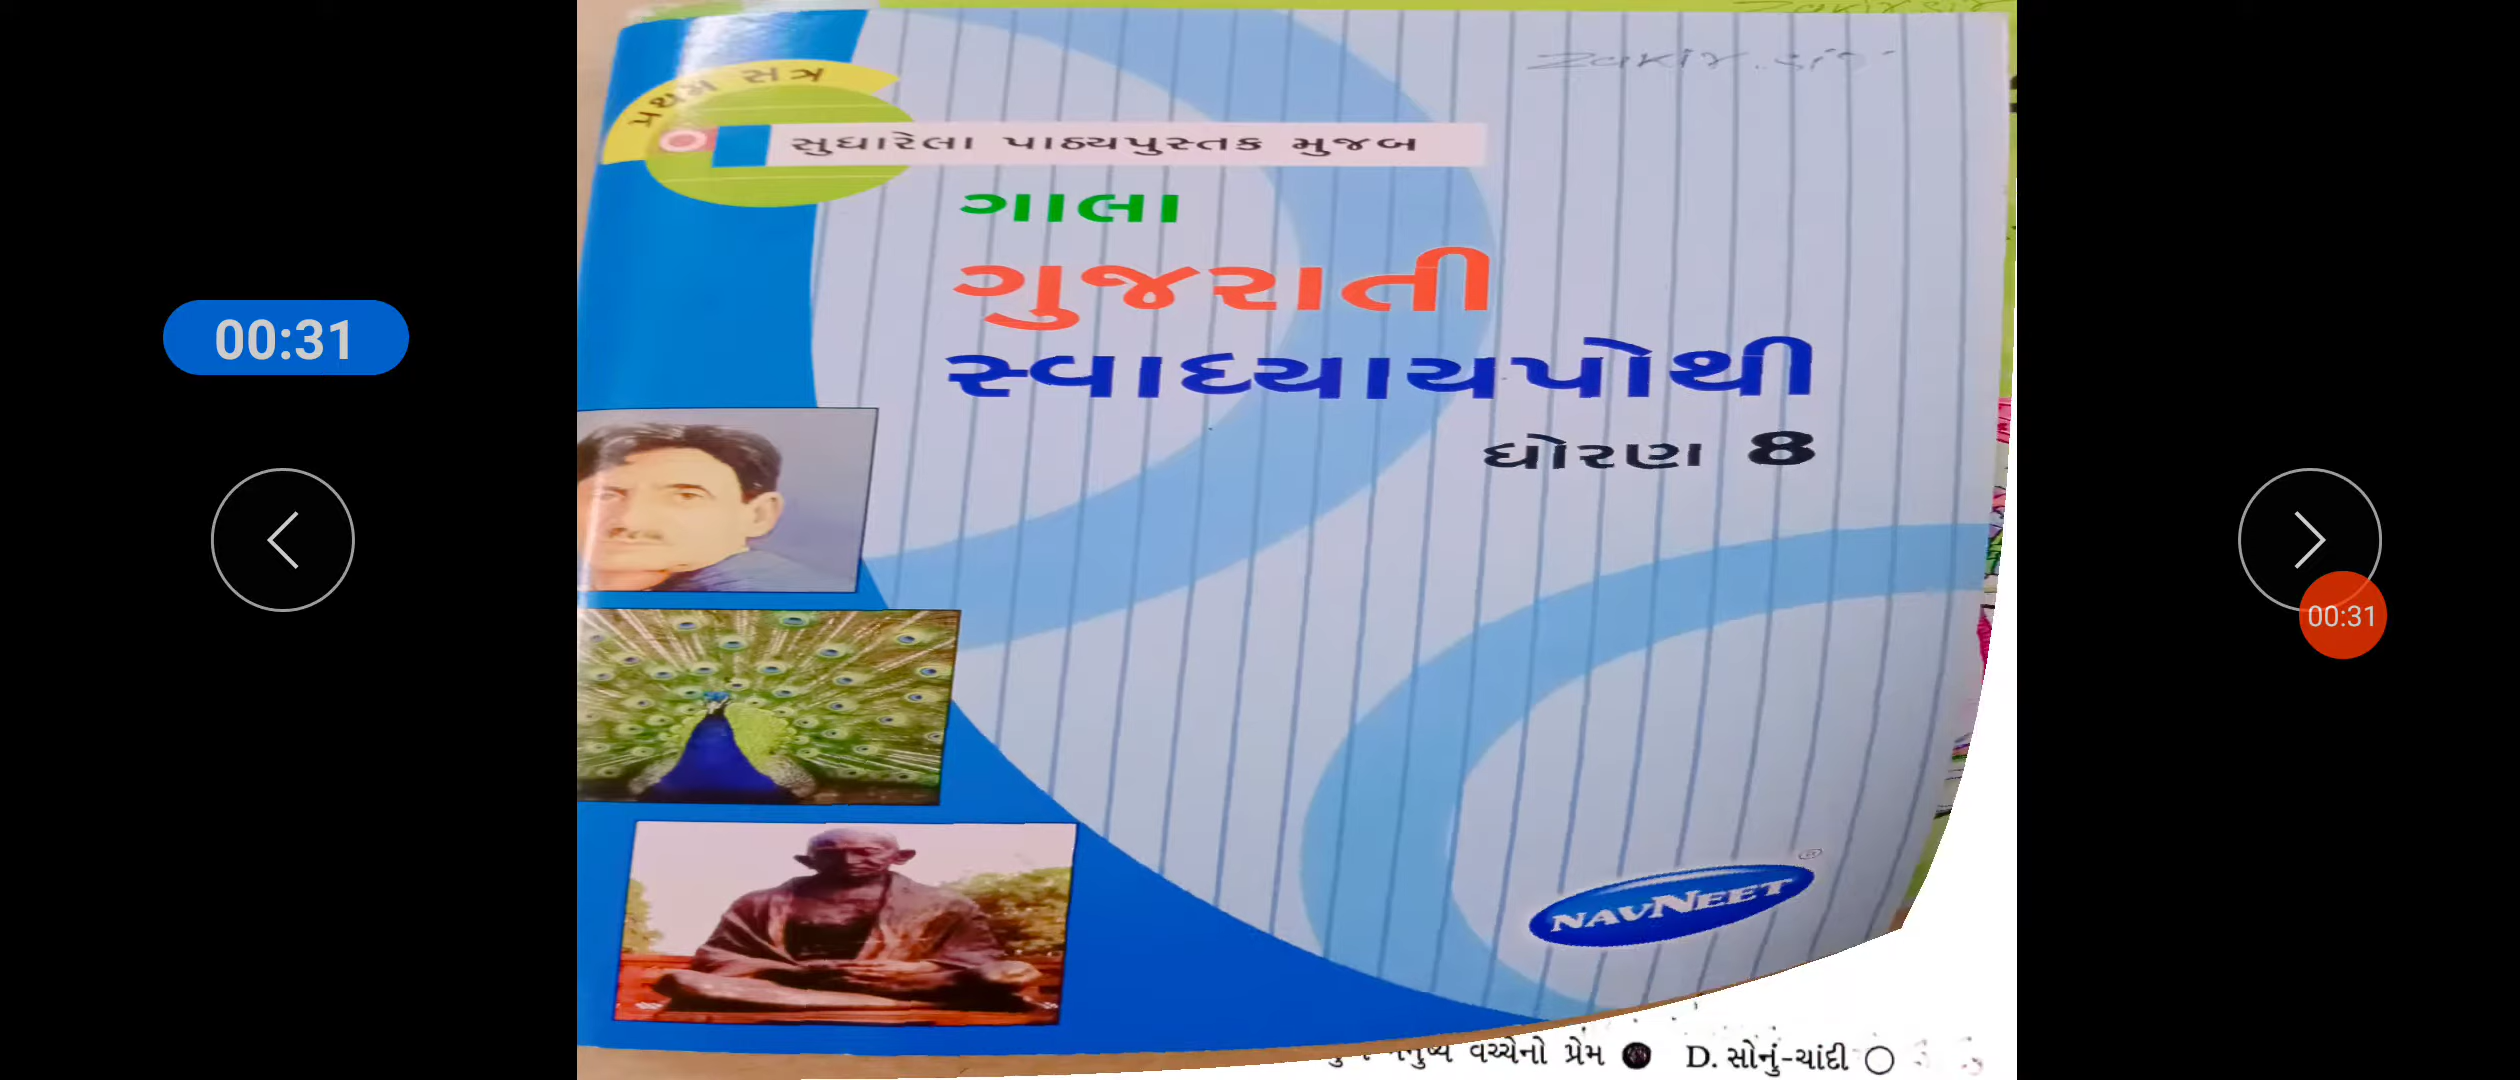 પ્રથમ સત્ર
સુધારેલા પાઠ્યપુસ્તક મુજબ
ગાલા
ગુજરાતી
સ્વાધ્યાયપોથી
ધોરણ 8
00:31
00:31
NAVNEET
વચ્ચેનો પ્રેમ D. સોનું-ચાંદી